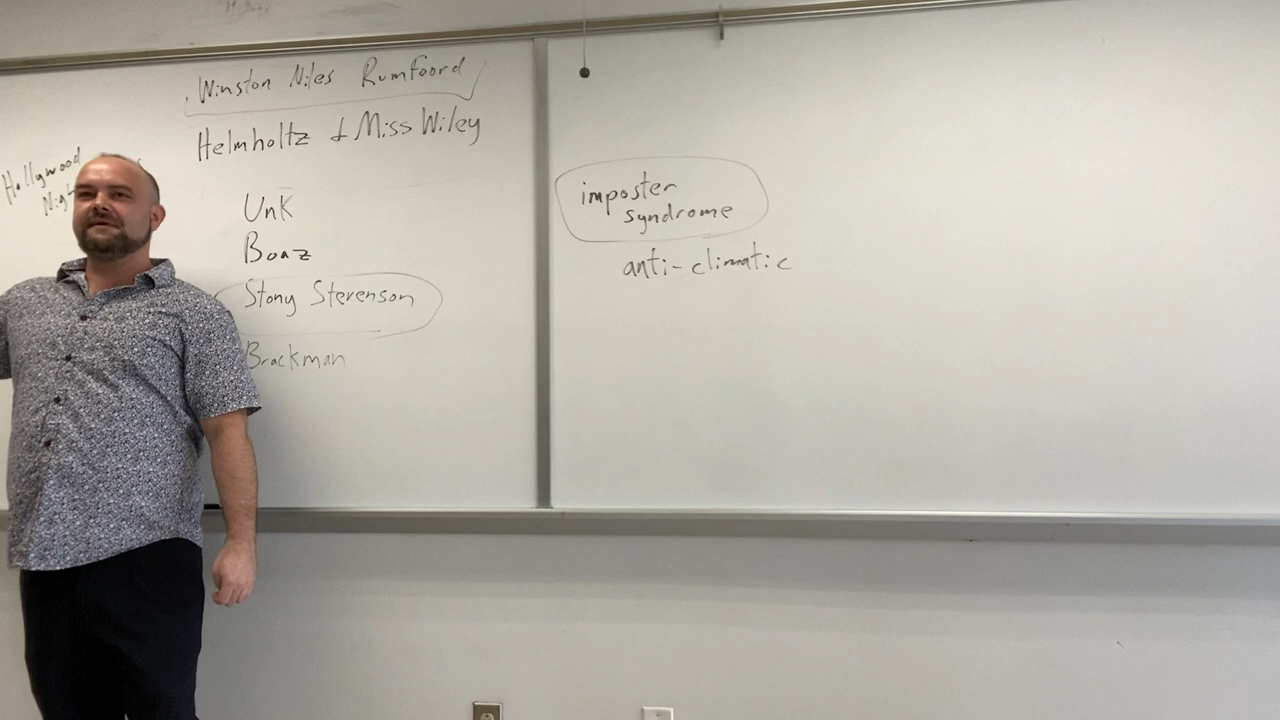 Winston Niles Rumfoord
Helmholtz & Miss Wiley
Hollywood
Unk
Boaz
Stony Stevenson
Brackman
imposter
syndrome
anti-climatic